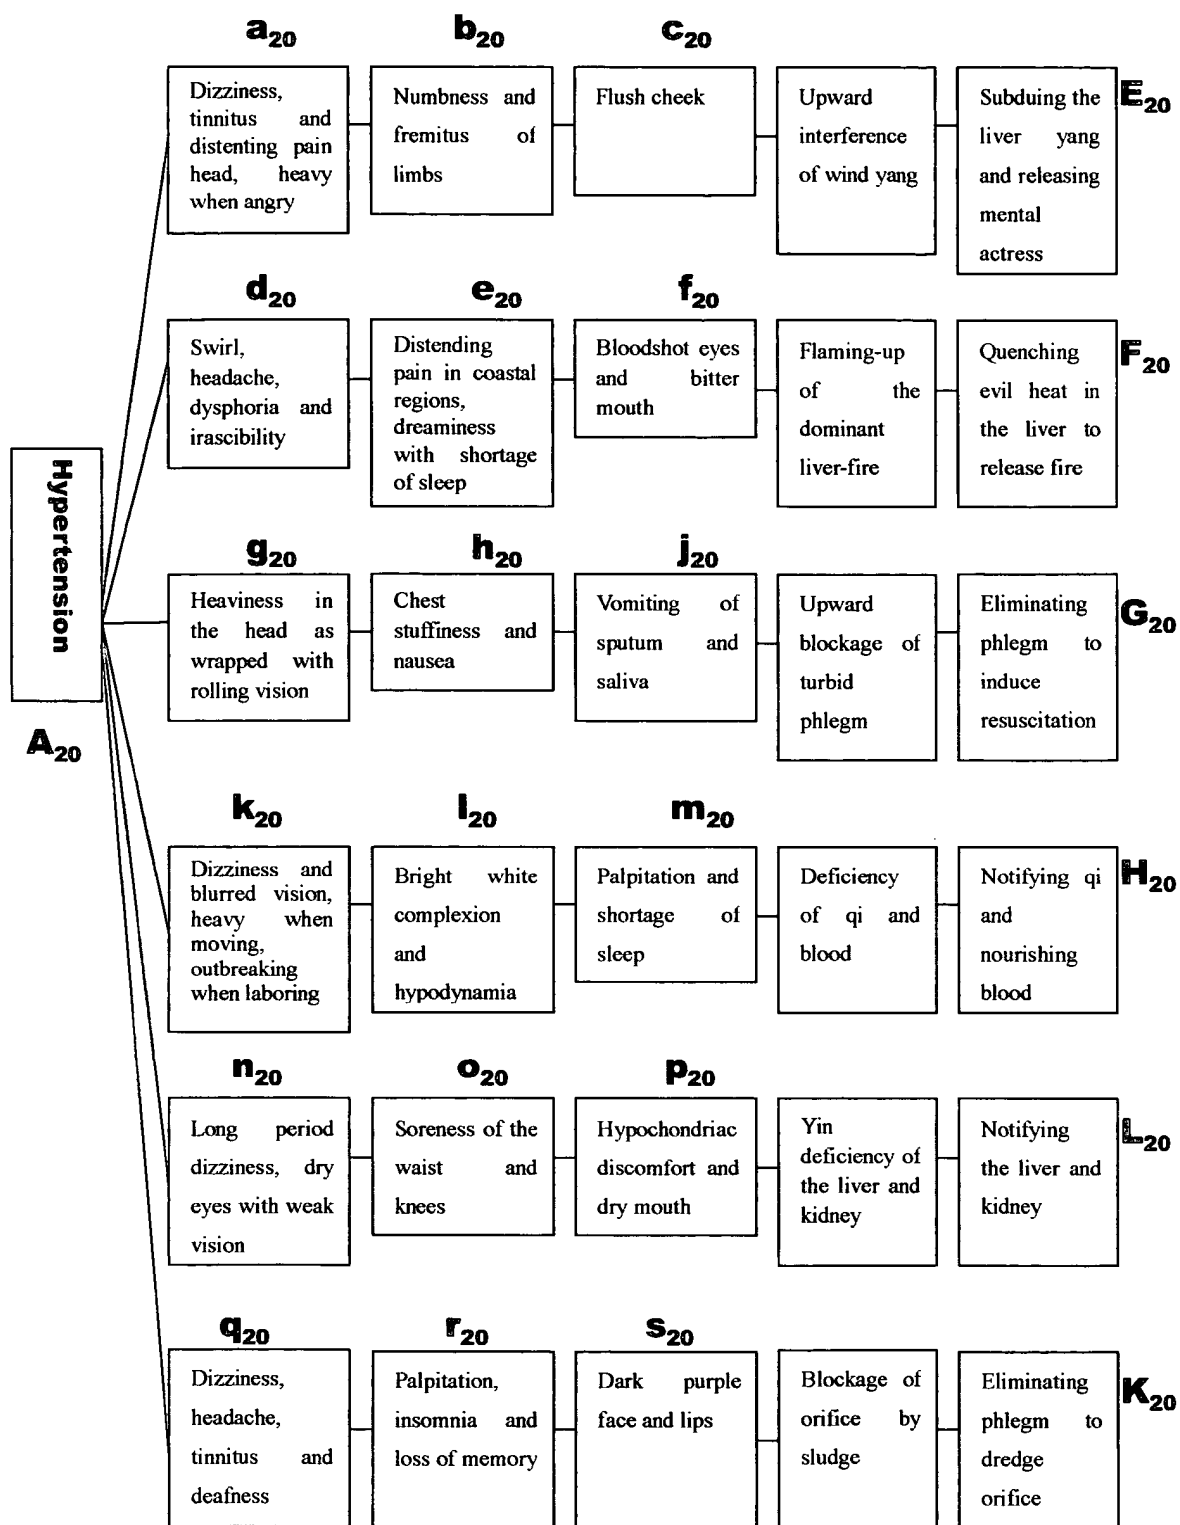 a20
b20
c20
Dizziness,
tinnitus and
distenting pain
head, heavy
when angry
Numbness and
fremitus of
limbs
Flush cheek
Upward
interference
of wind yang
Subduing the
liver yang
and releasing
mental
actress
E20
d20
e20
f20
Swirl,
headache,
dysphoria and
irascibility
Distending
pain in coastal
regions,
dreaminess
with shortage
of sleep
Bloodshot eyes
and bitter
mouth
Flaming-up
of the
dominant
liver-fire
Quenching
evil heat in
the liver to
release fire
F20
Hypertension
A20
g20
h20
j20
Heaviness in
the head as
wrapped with
rolling vision
Chest
stuffiness and
nausea
Vomiting of
sputum and
saliva
Upward
blockage of
turbid
phlegm
Eliminating
phlegm to
induce
resuscitation
G20
k20
l20
m20
Dizziness and
blurred vision,
heavy when
moving,
outbreaking
when laboring
Bright white
complexion
and
hypodynamia
Palpitation and
shortage of
sleep
Deficiency
of qi and
blood
Notifying qi
and
nourishing
blood
H20
n20
o20
p20
Long period
dizziness, dry
eyes with weak
vision
Soreness of the
waist and
knees
Hypochondriac
discomfort and
dry mouth
Yin
deficiency of
the liver and
kidney
Notifying
the liver and
kidney
L20
q20
r20
s20
Dizziness,
headache,
tinnitus and
deafness
Palpitation,
insomnia and
loss of memory
Dark purple
face and lips
Blockage of
orifice by
sludge
Eliminating
phlegm to
dredge
orifice
K20